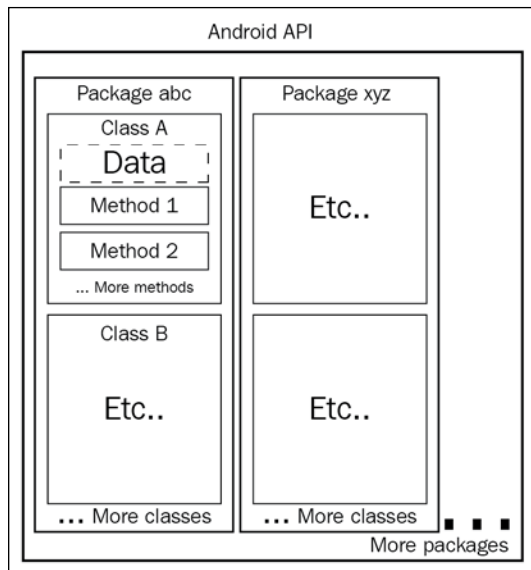 Android API
Package abc
Class A
Data
Method 1
Method 2
... More methods
Class B
Etc..
... More classes
Package xyz
Etc..
Etc..
... More classes
More packages